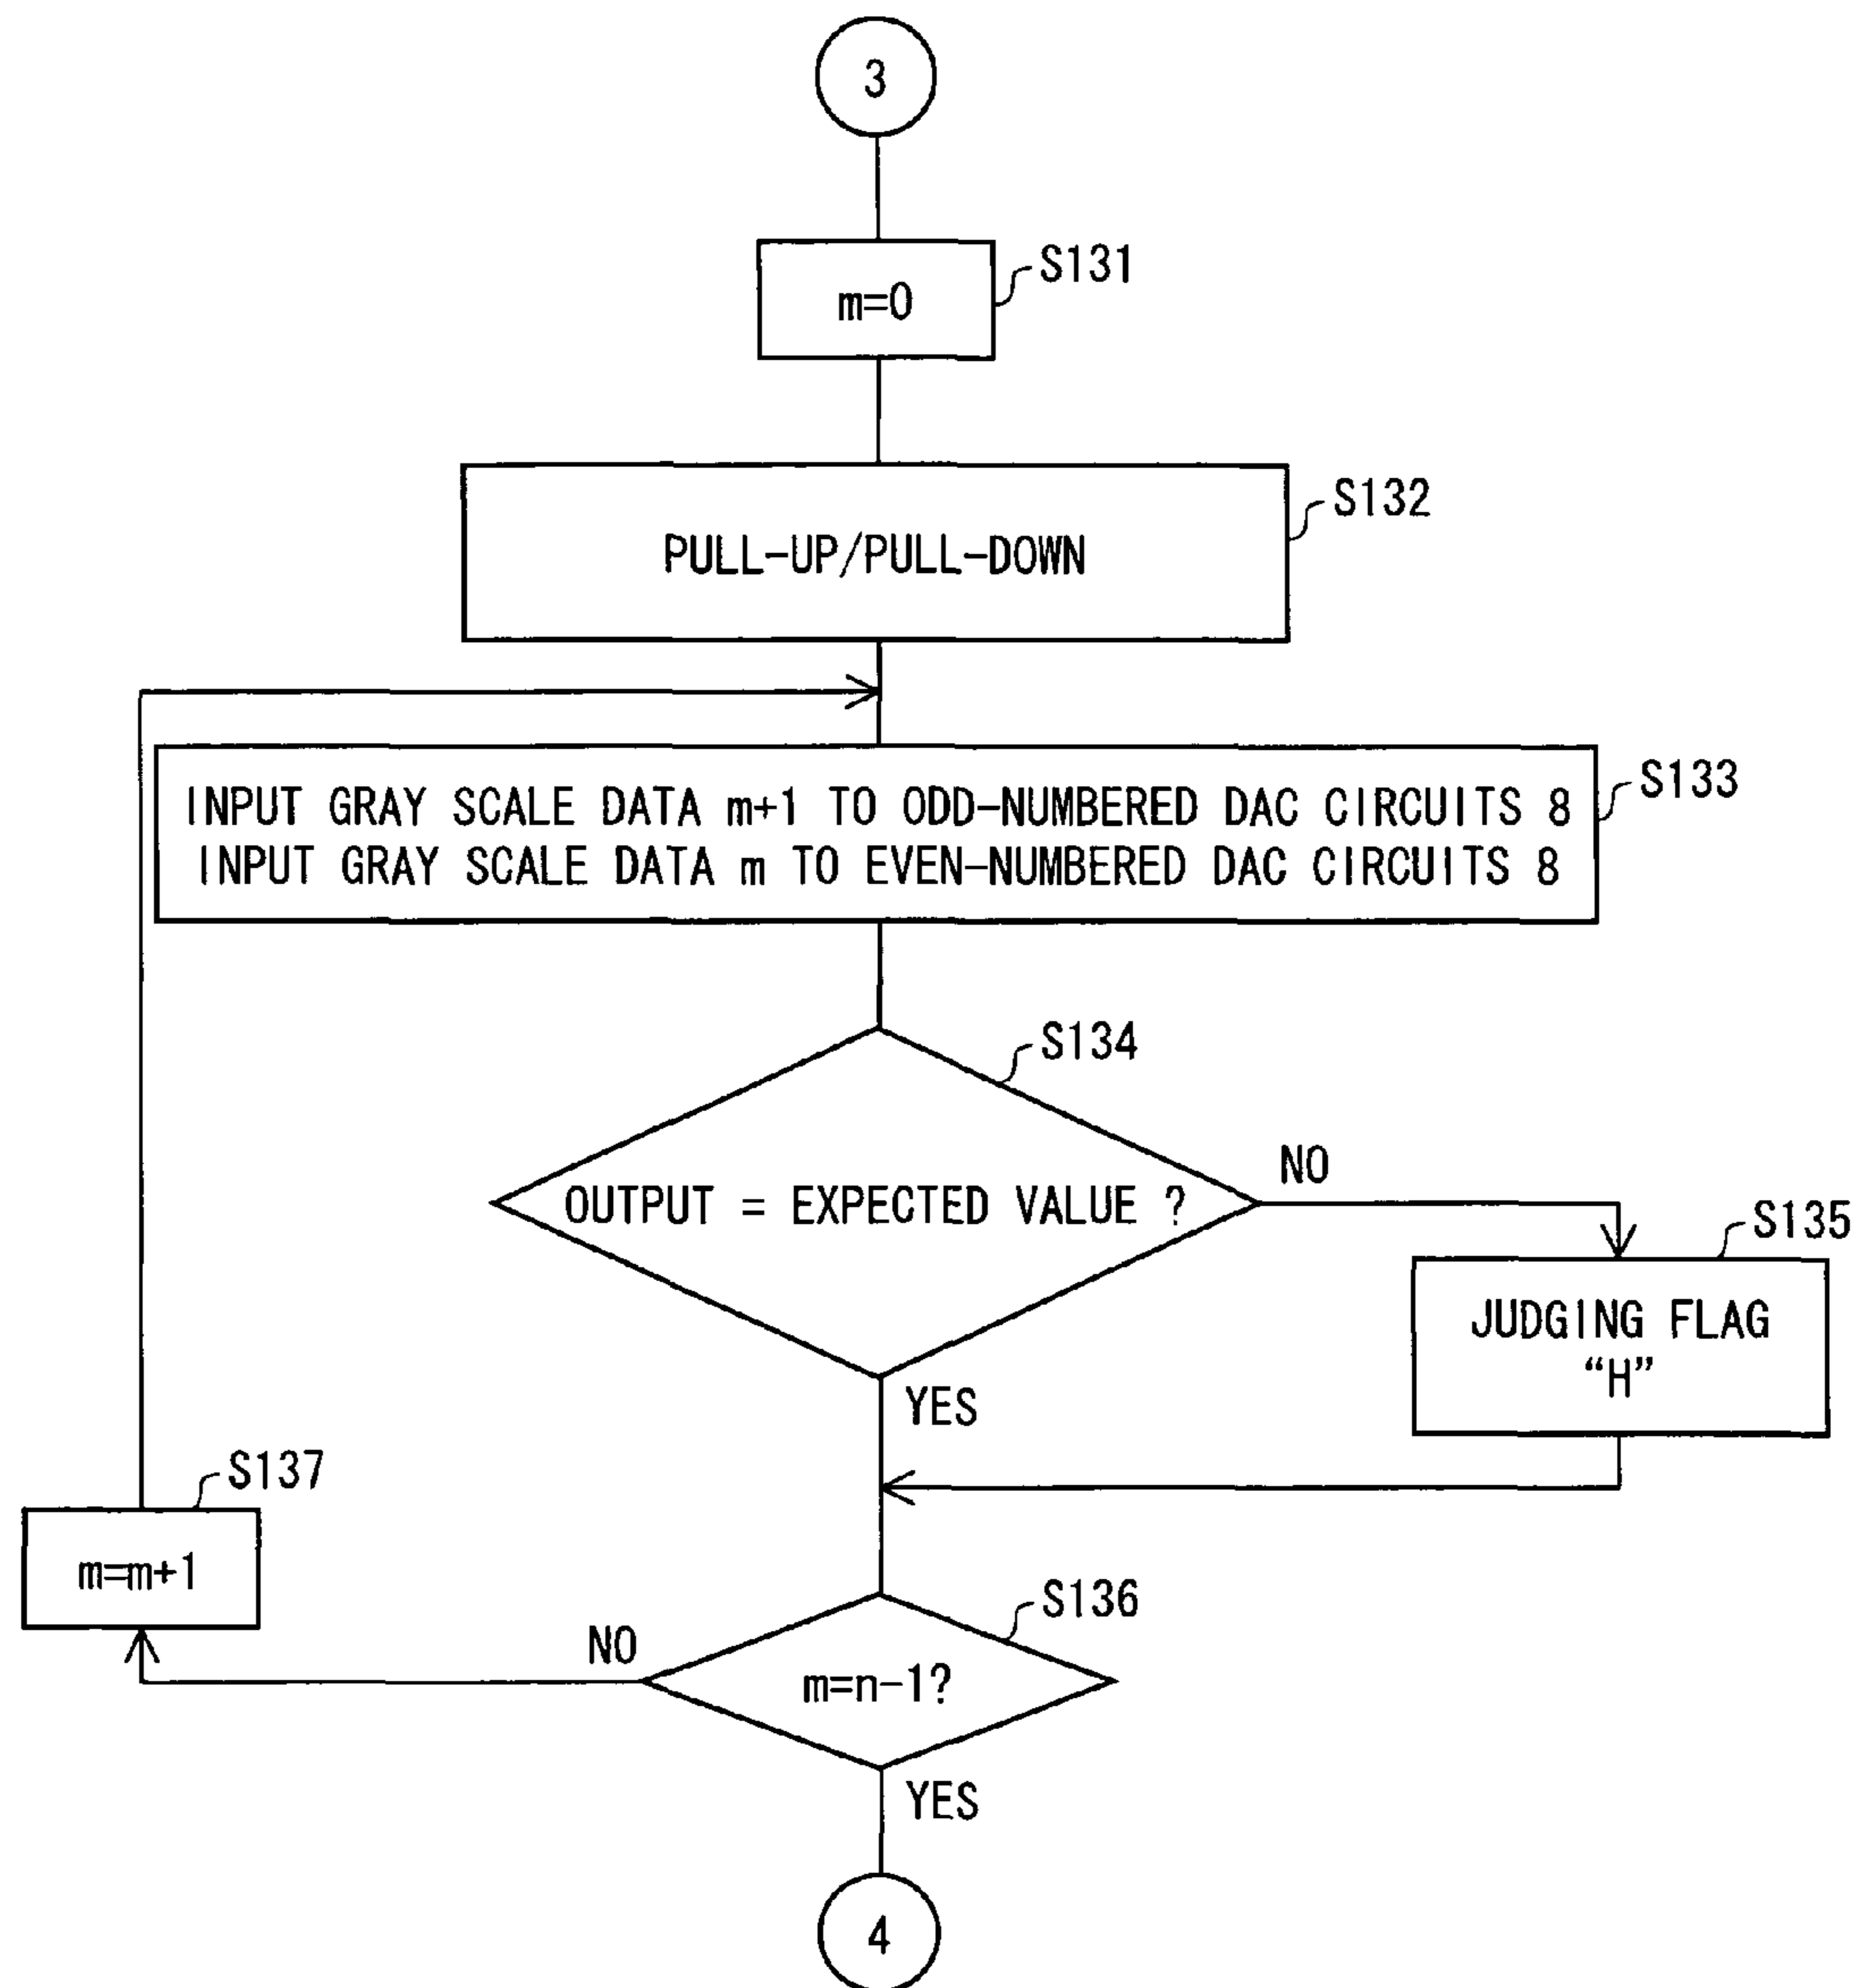 3
S131
m=0
S132
PULL-UP/PULL-DOWN
S133
INPUT GRAY SCALE DATA m+1 TO ODD-NUMBERED DAC CIRCUITS 8
INPUT GRAY SCALE DATA m TO EVEN-NUMBERED DAC CIRCUITS 8
S134
OUTPUT = EXPECTED VALUE ?
NO
S135
JUDGING FLAG
“H”
YES
S137
m=m+1
S136
NO
m=n-1?
YES
4